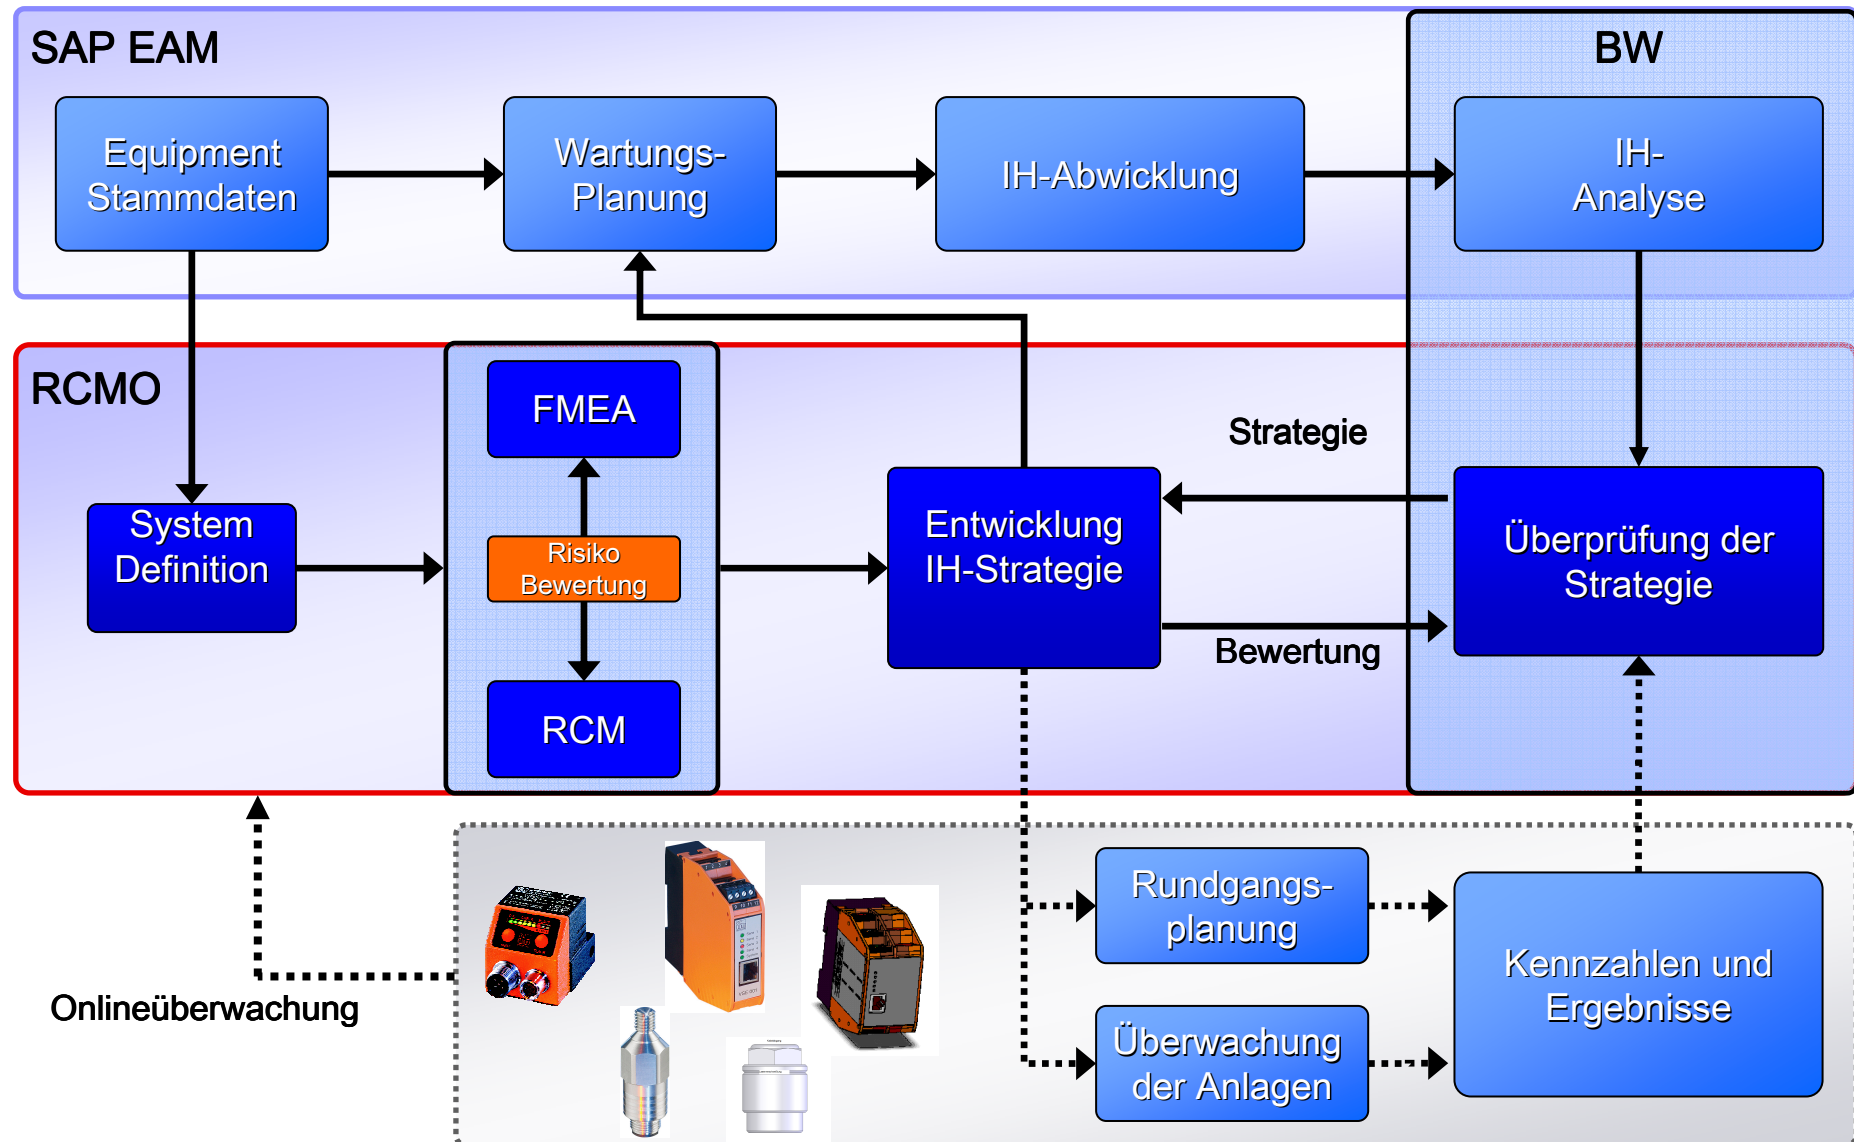 SAP EAM
BW
Equipment
Stammdaten
Wartungs-
Planung
IH-Abwicklung
IH-
Analyse
RCMO
FMEA
Strategie
System
Definition
Risiko
Bewertung
Entwicklung
IH-Strategie
Überprüfung der
Strategie
Bewertung
RCM
Onlineüberwachung
Rundgangs-
planung
Kennzahlen und
Ergebnisse
Überwachung
der Anlagen